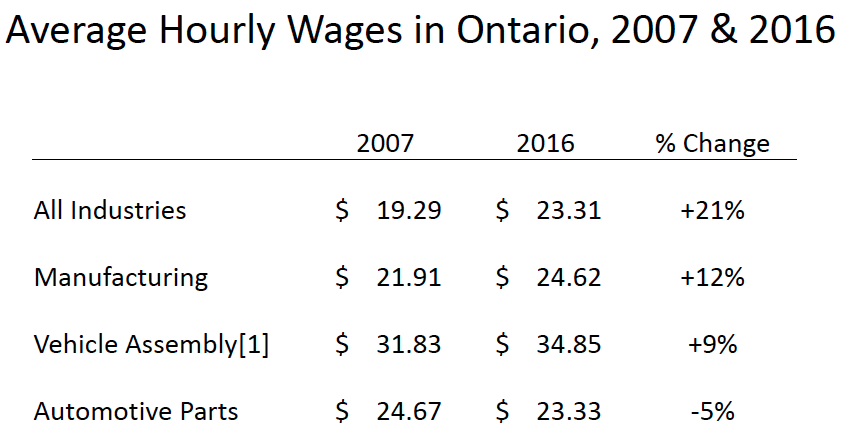 Average Hourly Wages in Ontario, 2007 & 2016
2007 2016 % Change
All Industries $ 19.29 $ 23.31 +21%
Manufacturing $ 21.91 $ 24.62 +12%
Vehicle Assembly[1] $ 31.83 $ 34.85 +9%
Automotive Parts $ 24.67 $ 23.33 -5%